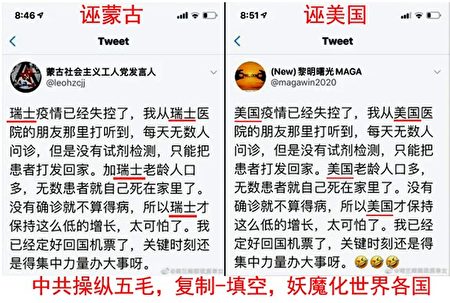 诬蒙古
8:46
Tweet
蒙古社会主义工人党发言人
@leohzcjj
瑞士疫情已经失控了，我从瑞士医
院的朋友那里打听到，每天无数人
问诊，但是没有试剂检测，只能把
患者打发回家。加瑞士老龄人口
多，无数患者就自己死在家里了。
没有确诊就不算得病，所以瑞士才
保持这么低的增长，太可怕了。我
已经定好回国机票了，关键时刻还
是得集中力量办大事呀。
诬美国
8:51
Tweet
(New) 黎明曙光 MAGA
@magawin2020
美国疫情已经失控了，我从美国医
院的朋友那里打听到，每天无数人
问诊，但是没有试剂检测，只能把
患者打发回家。美国老龄人口多，
无数患者就自己死在家里了。没有
确诊就不算得病，所以美国才保持
这么低的增长，太可怕了。我已经
定好回国机票了，关键时刻还是得
集中力量办大事呀。🤣🤣🤣
中共操纵五毛，复制-填空，妖魔化世界各国